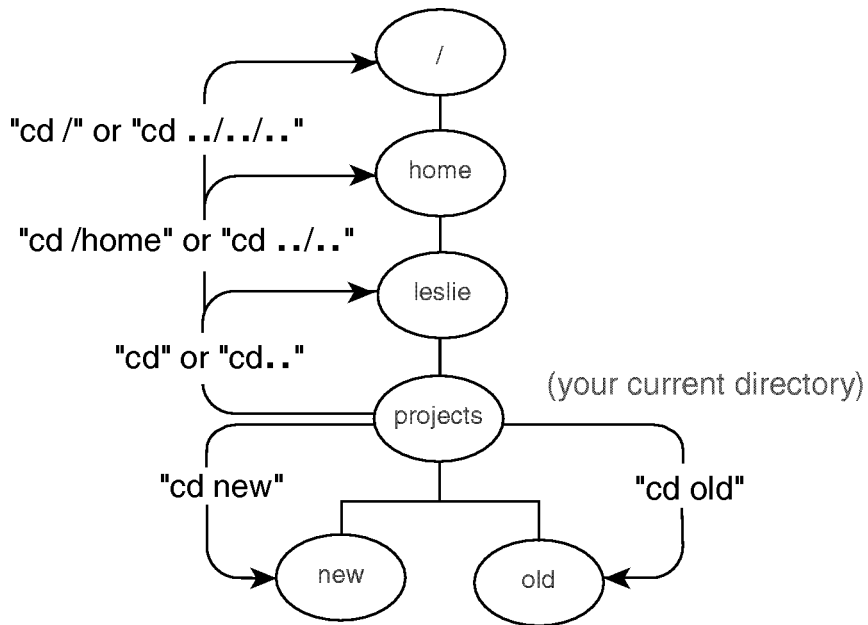 /
"cd /" or "cd ../../.."
home
"cd /home" or "cd ../.."
leslie
"cd" or "cd.."
(your current directory)
projects
"cd new"
"cd old"
new
old